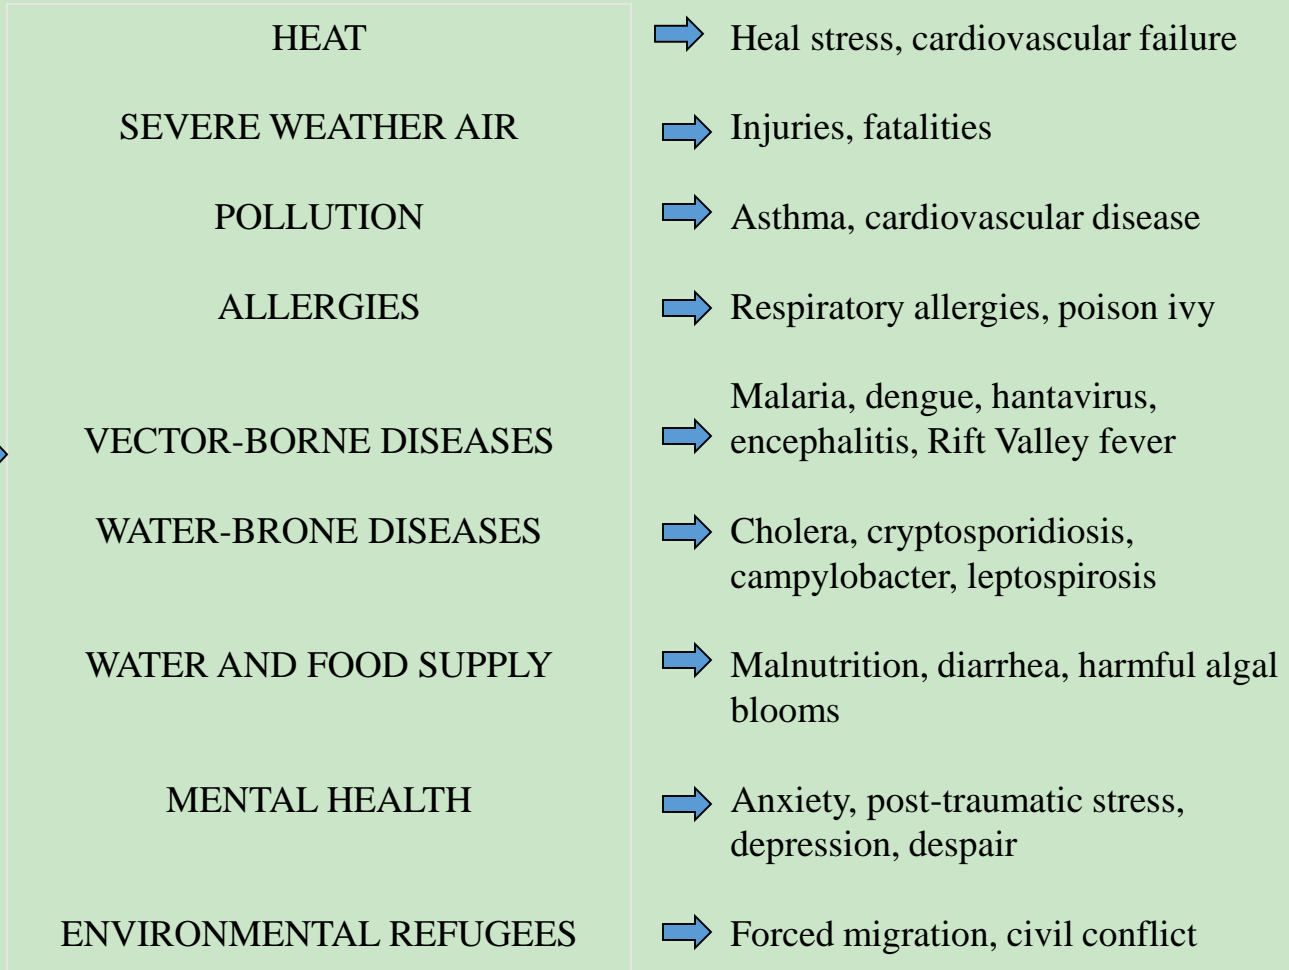 HEAT
Heal stress, cardiovascular failure
SEVERE WEATHER AIR
Injuries, fatalities
POLLUTION
Asthma, cardiovascular disease
ALLERGIES
Respiratory allergies, poison ivy
VECTOR-BORNE DISEASES
Malaria, dengue, hantavirus,
encephalitis, Rift Valley fever
WATER-BRONE DISEASES
Cholera, cryptosporidiosis,
campylobacter, leptospirosis
WATER AND FOOD SUPPLY
Malnutrition, diarrhea, harmful algal
blooms
MENTAL HEALTH
Anxiety, post-traumatic stress,
depression, despair
ENVIRONMENTAL REFUGEES
Forced migration, civil conflict